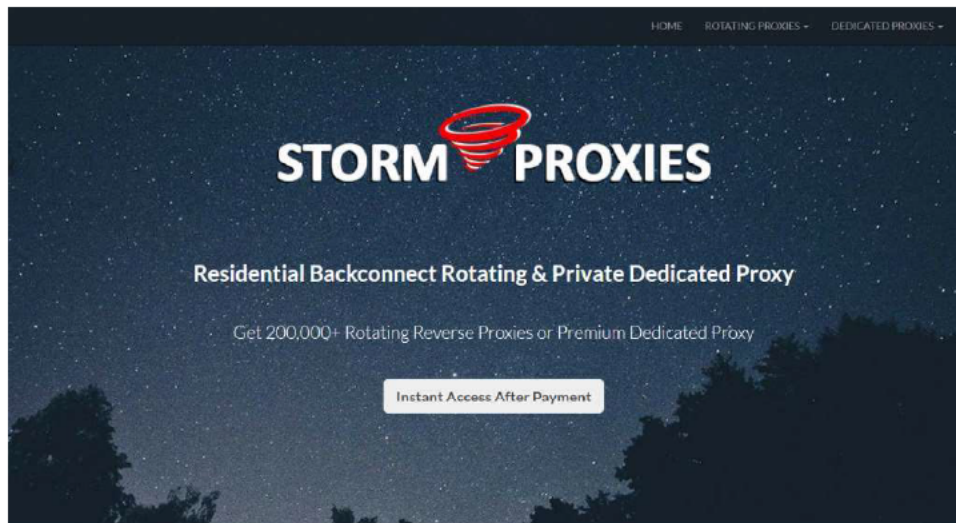 HOME ROTATING PROXIES DEDICATED PROXIES
STORM PROXIES
Residential Backconnect Rotating & Private Dedicated Proxy
Get 200,000+ Rotating Reverse Proxies or Premium Dedicated Proxy
Instant Access After Payment